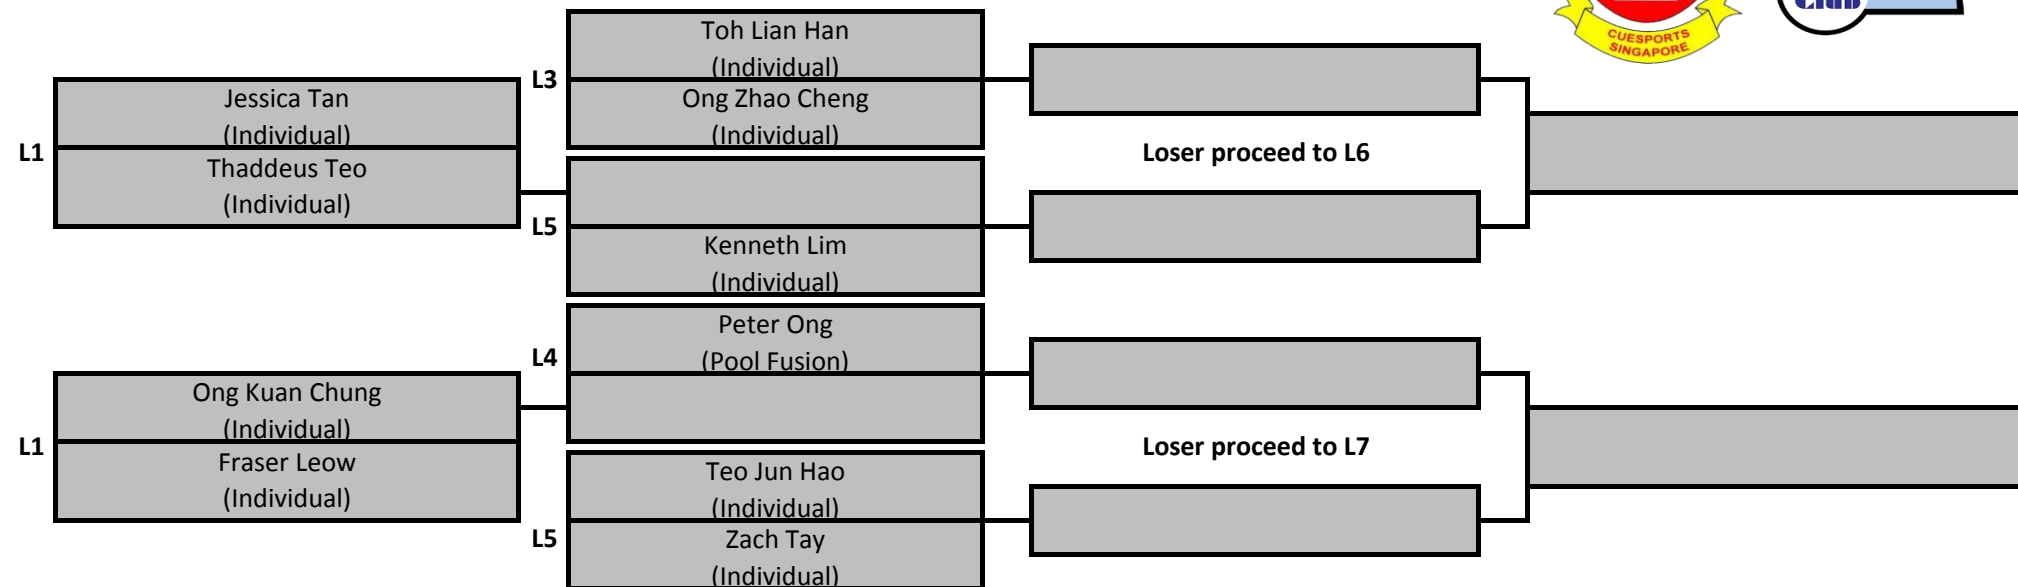 CUESPORTS
SINGAPORE
Club
L1
Jessica Tan
(Individual)
Thaddeus Teo
(Individual)
L3
Toh Lian Han
(Individual)
Ong Zhao Cheng
(Individual)
L5
Kenneth Lim
(Individual)
Loser proceed to L6
L1
Ong Kuan Chung
(Individual)
Fraser Leow
(Individual)
L4
Peter Ong
(Pool Fusion)
L5
Teo Jun Hao
(Individual)
Zach Tay
(Individual)
Loser proceed to L7